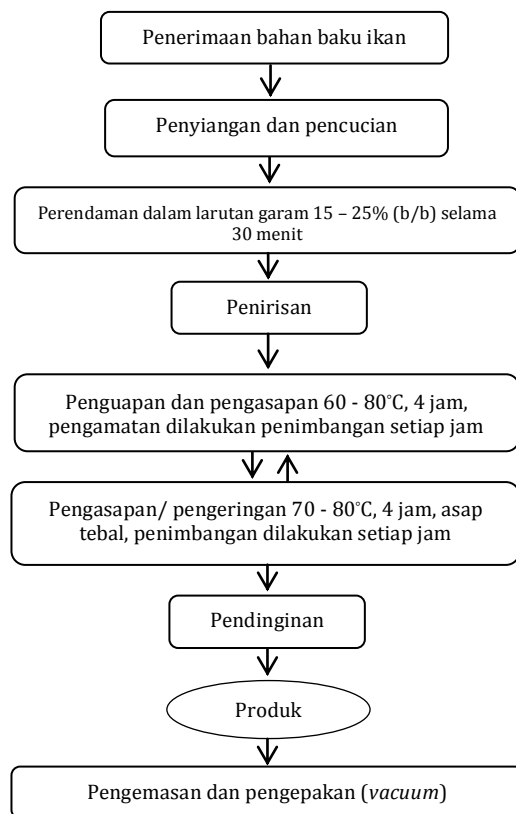 Penerimaan bahan baku ikan
Penyiangan dan pencucian
Perendaman dalam larutan garam 15 – 25% (b/b) selama
30 menit
Penirisan
Penguapan dan pengasapan 60 - 80°C, 4 jam,
pengamatan dilakukan penimbangan setiap jam
Pengasapan/ pengeringan 70 - 80°C, 4 jam, asap
tebal, penimbangan dilakukan setiap jam
Pendinginan
Produk
Pengemasan dan pengepakan (vacuum)